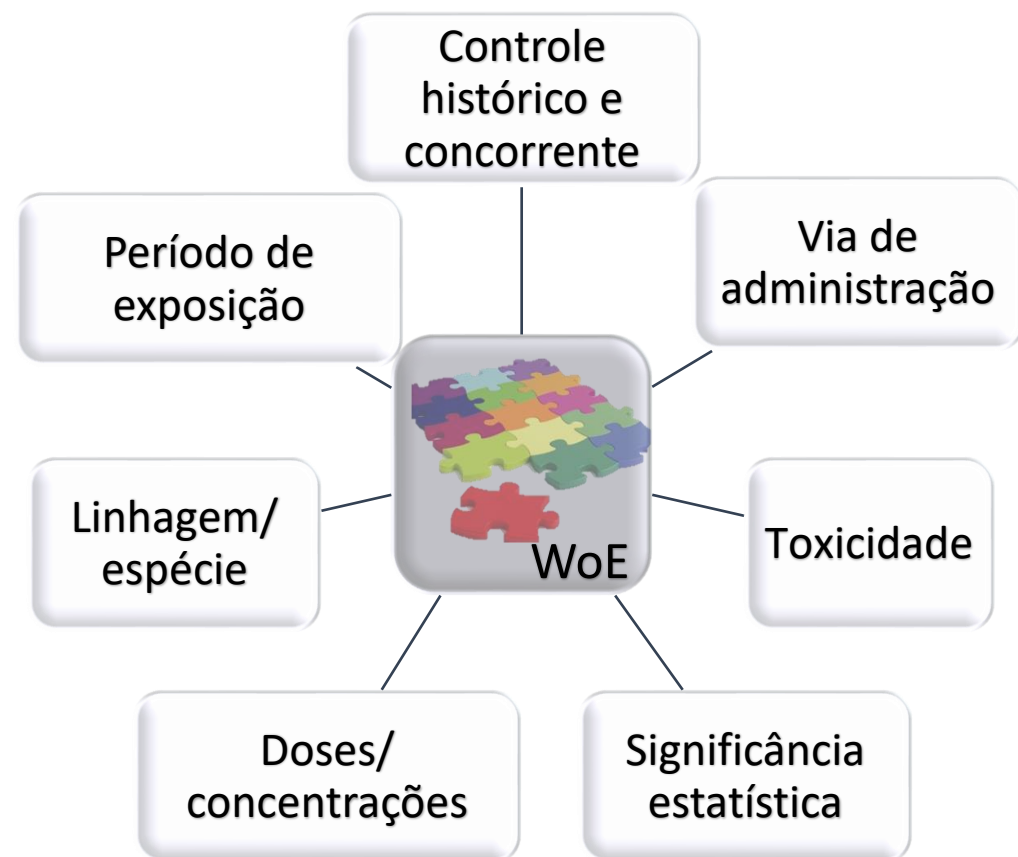 Controle
histórico e
concorrente
Período de
exposição
Via de
administração
Linhagem/
espécie
WoE
Toxicidade
Doses/
concentrações
Significância
estatística